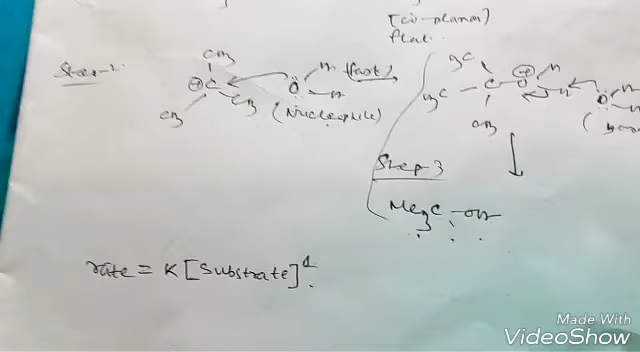 [co-planar)
flat.
Step-2.
CH3
⊕C
CH3
CH3
Ö
H
H
(Nucleophile)
(fast)
H3C
H3C - C - O
⊕
H
H
CH3
Ö
H
Step-3
Me3C-OH
rate = K[Substrate]1.
Made With
VideoShow